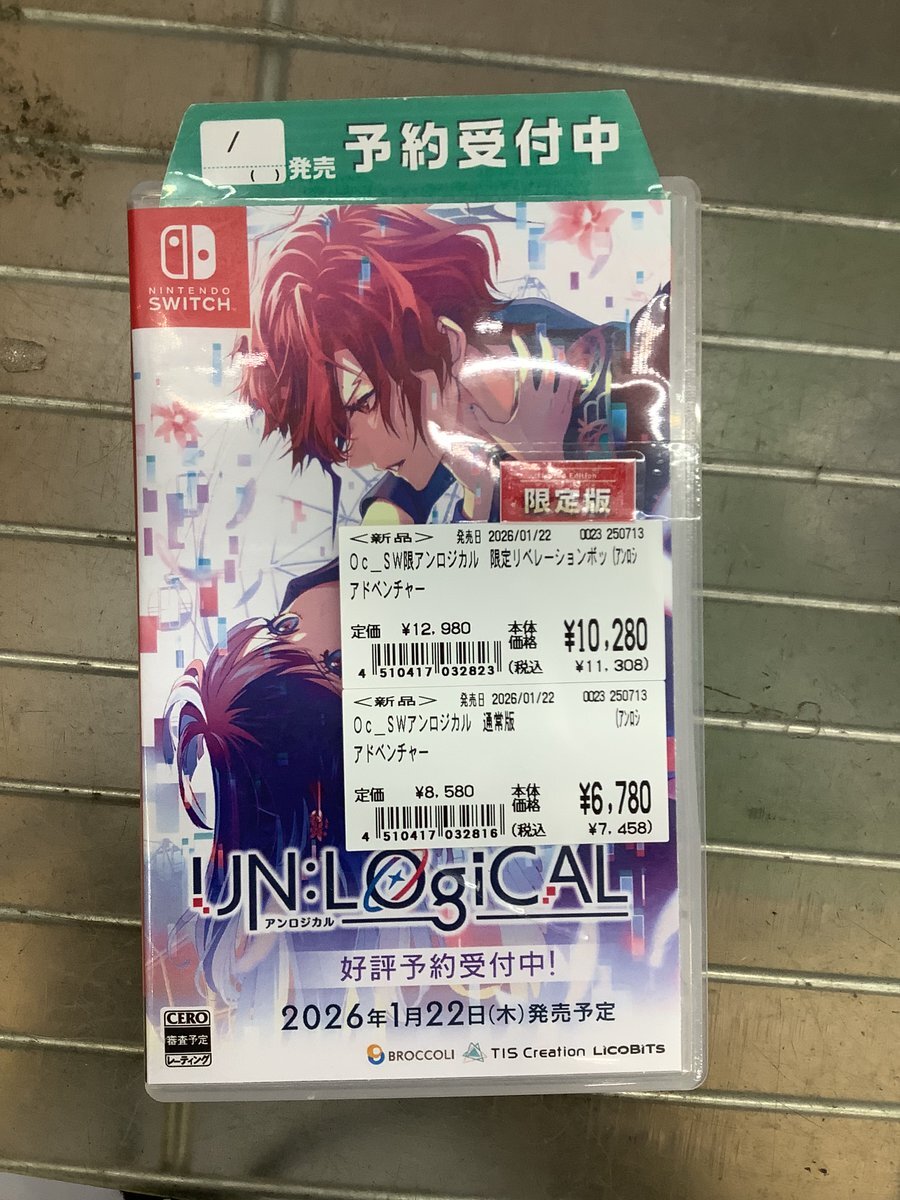 /
( )発売 予約受付中
NINTENDO
SWITCH™
限定版
<新品> 発売日 2026/01/22 0023 250713
Oc_SW限アンロジカル 限定リベレーションボッ (アンロジ
アドベンチャー
定価 ¥12,980 本体価格 ¥10,280
4 510417 032823 (税込 ¥11,308)
<新品> 発売日 2026/01/22 0023 250713
Oc_SWアンロジカル 通常版 (アンロジ
アドベンチャー
定価 ¥8,580 本体価格 ¥6,780
4 510417 032816 (税込 ¥7,458)
UN:LOgiCAL
アンロジカル
好評予約受付中!
2026年1月22日(木)発売予定
CERO
審査予定
レーティング
BROCCOLI TIS Creation LICOBiTS